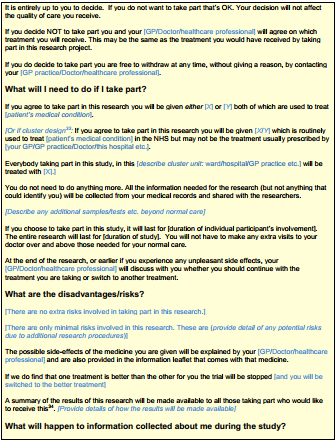 It is entirely up to you to decide.  If you do not want to take part that's OK. Your decision will not affect
the quality of care you receive.
If you decide NOT to take part you and your [GP/Doctor/healthcare professional] will agree on which
treatment you will receive. This may be the same as the treatment you would have received by taking
part in this research project.
If you do decide to take part you are free to withdraw at any time, without giving a reason, by contacting
your [GP practice/Doctor/healthcare professional].
What will I need to do if I take part?
If you agree to take part in this research you will be given either [X] or [Y] both of which are used to treat
[patient's medical condition].
[Or if cluster design33: If you agree to take part in this research you will be given [X/Y] which is routinely
used to treat [patient's medical condition] in the NHS but may not be the treatment usually prescribed by
[your GP/GP practice/Doctor/this hospital etc.].
Everybody taking part in this study, in this [describe cluster unit: ward/hospital/GP practice etc.] will be
treated with [X].]
You do not need to do anything more. All the information needed for the research (but not anything that
could identify you) will be collected from your medical records and shared with the researchers.
[Describe any additional samples/tests etc. beyond normal care]
If you choose to take part in this study, it will last for [duration of individual participant's involvement].
The entire research will last for [duration of study].  You will not have to make any extra visits to your
doctor over and above those needed for your normal care.
At the end of the research, or earlier if you experience any unpleasant side effects, your
[GP/Doctor/healthcare professional] will discuss with you whether you should continue with the
treatment you are taking or switch to another treatment.
What are the disadvantages/risks?
[There are no extra risks involved in taking part in this research.]
[There are only minimal risks involved in this research. These are (provide detail of any potential risks
due to additional research procedures)]
The possible side-effects of the medicine you are given will be explained by your [GP/Doctor/healthcare
professional] and are also provided in the information leaflet that comes with that medicine.
If we do find that one treatment is better than the other for you the trial will be stopped [and you will be
switched to the better treatment]
A summary of the results of this research will be made available to all those taking part who would like
to receive this34. [Provide details of how the results will be made available]
What will happen to information collected about me during the study?